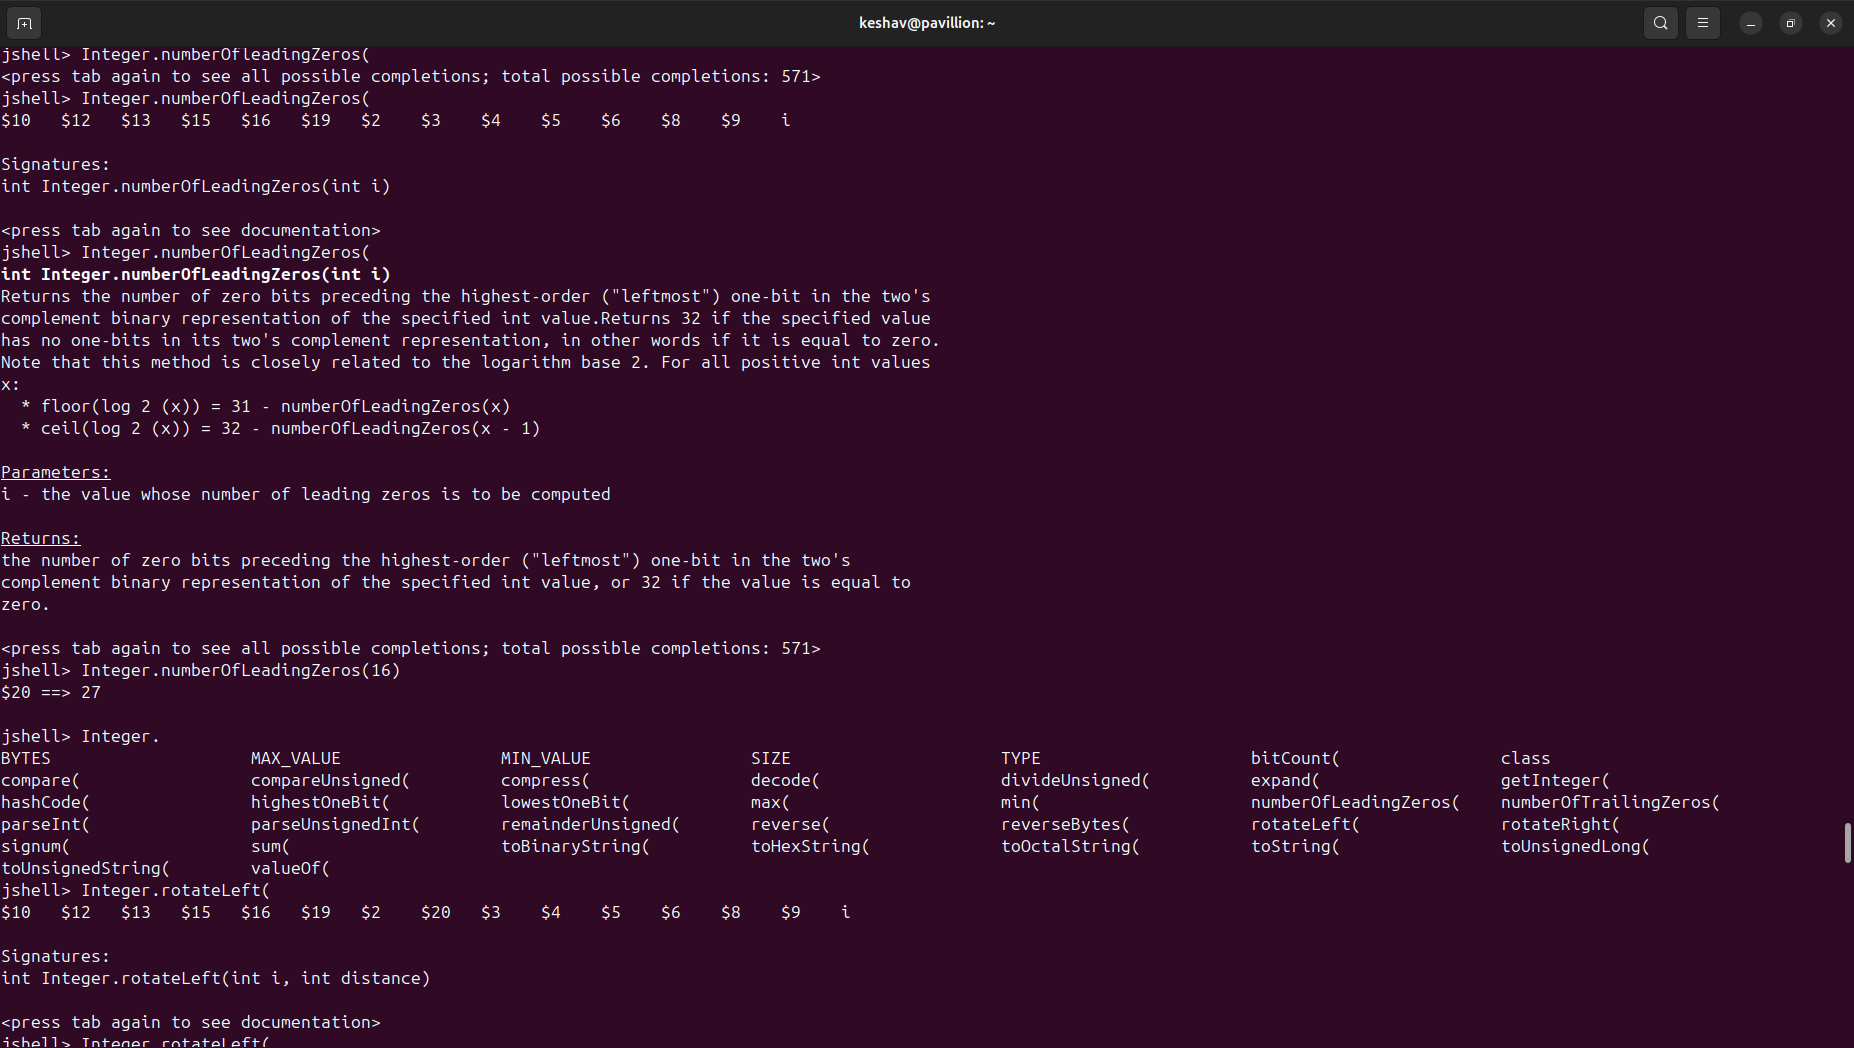 keshav@pavillion: ~
jshell> Integer.numberOfleadingZeros(
<press tab again to see all possible completions; total possible completions: 571>
jshell> Integer.numberOfLeadingZeros(
$10   $12   $13   $15   $16   $19   $2    $3    $4    $5    $6    $8    $9    i
Signatures:
int Integer.numberOfLeadingZeros(int i)
<press tab again to see documentation>
jshell> Integer.numberOfLeadingZeros(
int Integer.numberOfLeadingZeros(int i)
Returns the number of zero bits preceding the highest-order ("leftmost") one-bit in the two's
complement binary representation of the specified int value.Returns 32 if the specified value
has no one-bits in its two's complement representation, in other words if it is equal to zero.
Note that this method is closely related to the logarithm base 2. For all positive int values
x:
  * floor(log 2 (x)) = 31 - numberOfLeadingZeros(x)
  * ceil(log 2 (x)) = 32 - numberOfLeadingZeros(x - 1)
Parameters:
i - the value whose number of leading zeros is to be computed
Returns:
the number of zero bits preceding the highest-order ("leftmost") one-bit in the two's
complement binary representation of the specified int value, or 32 if the value is equal to
zero.
<press tab again to see all possible completions; total possible completions: 571>
jshell> Integer.numberOfLeadingZeros(16)
$20 ==> 27
jshell> Integer.
BYTES                    MAX_VALUE                MIN_VALUE                SIZE                     TYPE                     bitCount(                class
compare(                 compareUnsigned(         compress(                decode(                  divideUnsigned(          expand(                  getInteger(
hashCode(                highestOneBit(           lowestOneBit(            max(                     min(                     numberOfLeadingZeros(    numberOfTrailingZeros(
parseInt(                parseUnsignedInt(        remainderUnsigned(       reverse(                 reverseBytes(            rotateLeft(              rotateRight(
signum(                  sum(                     toBinaryString(          toHexString(             toOctalString(           toString(                toUnsignedLong(
toUnsignedString(        valueOf(
jshell> Integer.rotateLeft(
$10   $12   $13   $15   $16   $19   $2    $20   $3    $4    $5    $6    $8    $9    i
Signatures:
int Integer.rotateLeft(int i, int distance)
<press tab again to see documentation>
jshell> Integer.rotateLeft(